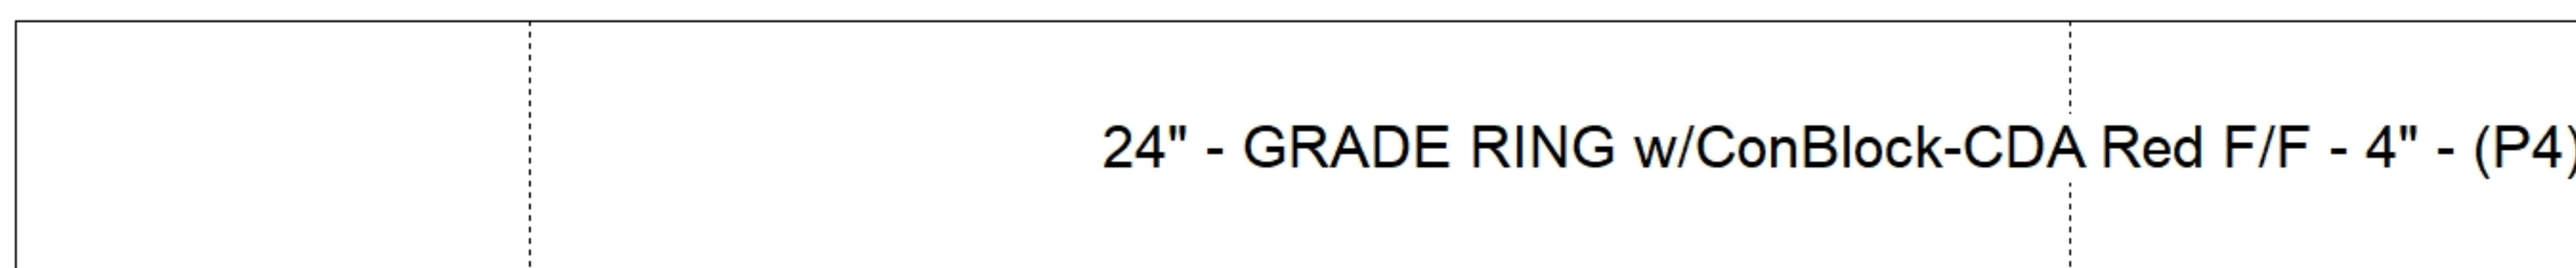 24" - GRADE RING w/ConBlock-CDA Red F/F - 4" - (P4)